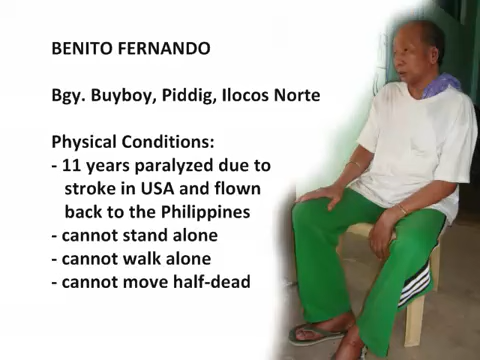 BENITO FERNANDO
Bgy. Buyboy, Piddig, Ilocos Norte
Physical Conditions:
- 11 years paralyzed due to
stroke in USA and flown
back to the Philippines
- cannot stand alone
- cannot walk alone
- cannot move half-dead